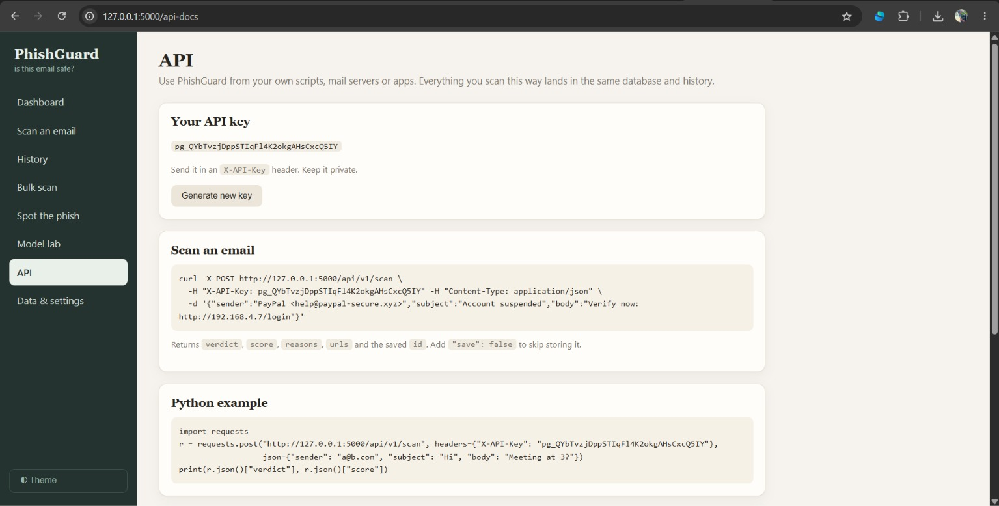 127.0.0.1:5000/api-docs
PhishGuard
is this email safe?
Dashboard
Scan an email
History
Bulk scan
Spot the phish
Model lab
API
Data & settings
◐ Theme
API
Use PhishGuard from your own scripts, mail servers or apps. Everything you scan this way lands in the same database and history.
Your API key
pg_QYbTvzjDppSTIqFl4K2okgAHsCxcQ5IY
Send it in an X-API-Key header. Keep it private.
Generate new key
Scan an email
curl -X POST http://127.0.0.1:5000/api/v1/scan \
-H "X-API-Key: pg_QYbTvzjDppSTIqFl4K2okgAHsCxcQ5IY" -H "Content-Type: application/json" \
-d '{"sender":"PayPal <help@paypal-secure.xyz>","subject":"Account suspended","body":"Verify now:
http://192.168.4.7/login"}'
Returns verdict, score, reasons, urls and the saved id. Add "save": false to skip storing it.
Python example
import requests
r = requests.post("http://127.0.0.1:5000/api/v1/scan", headers={"X-API-Key": "pg_QYbTvzjDppSTIqFl4K2okgAHsCxcQ5IY"},
json={"sender": "a@b.com", "subject": "Hi", "body": "Meeting at 3?"})
print(r.json()["verdict"], r.json()["score"])